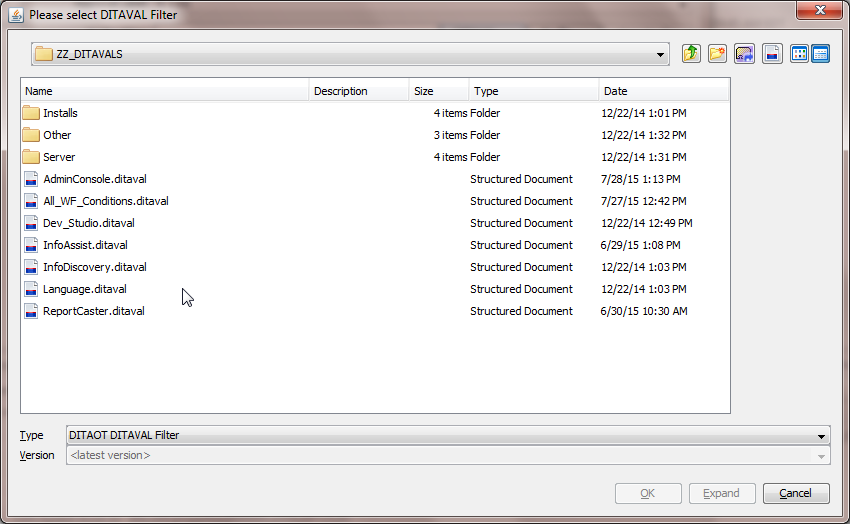 Please select DITAVAL Filter
ZZ_DITAVALS
Name Description Size Type Date
Installs 4 items Folder 12/22/14 1:01 PM
Other 3 items Folder 12/22/14 1:32 PM
Server 4 items Folder 12/22/14 1:31 PM
AdminConsole.ditaval Structured Document 7/28/15 1:13 PM
All_WF_Conditions.ditaval Structured Document 7/27/15 12:42 PM
Dev_Studio.ditaval Structured Document 12/22/14 12:49 PM
InfoAssist.ditaval Structured Document 6/29/15 1:08 PM
InfoDiscovery.ditaval Structured Document 12/22/14 1:03 PM
Language.ditaval Structured Document 12/22/14 1:03 PM
ReportCaster.ditaval Structured Document 6/30/15 10:30 AM
Type DITAOT DITAVAL Filter
Version <latest version>
OK Expand Cancel